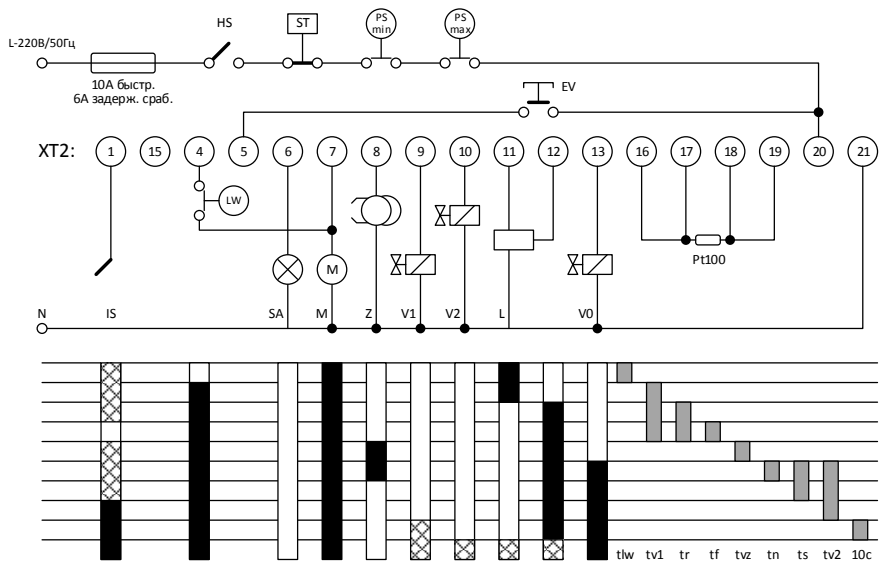 HS
ST
PS
min
PS
max
L-220В/50Гц
10А быстр.
6А задерж. сраб.
EV
XT2:
1
15
4
5
6
7
8
9
10
11
12
13
16
17
18
19
20
21
LW
M
Pt100
N
IS
SA
M
Z
V1
V2
L
V0
tlw
tv1
tr
tf
tvz
tn
ts
tv2
10c